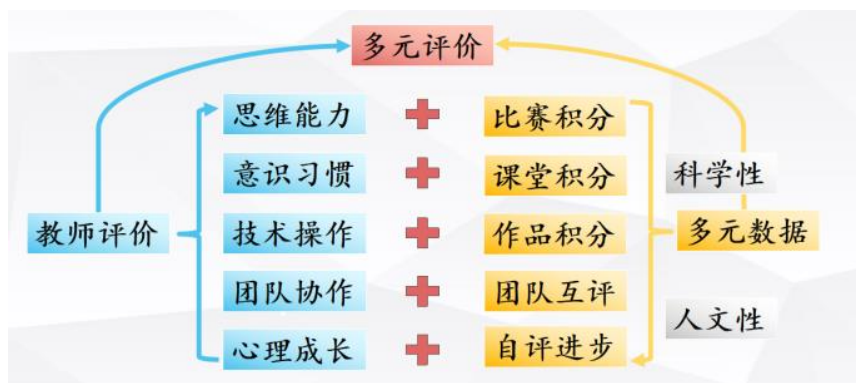 多元评价
思维能力
比赛积分
意识习惯
课堂积分
科学性
教师评价
技术操作
作品积分
多元数据
团队协作
团队互评
人文性
心理成长
自评进步